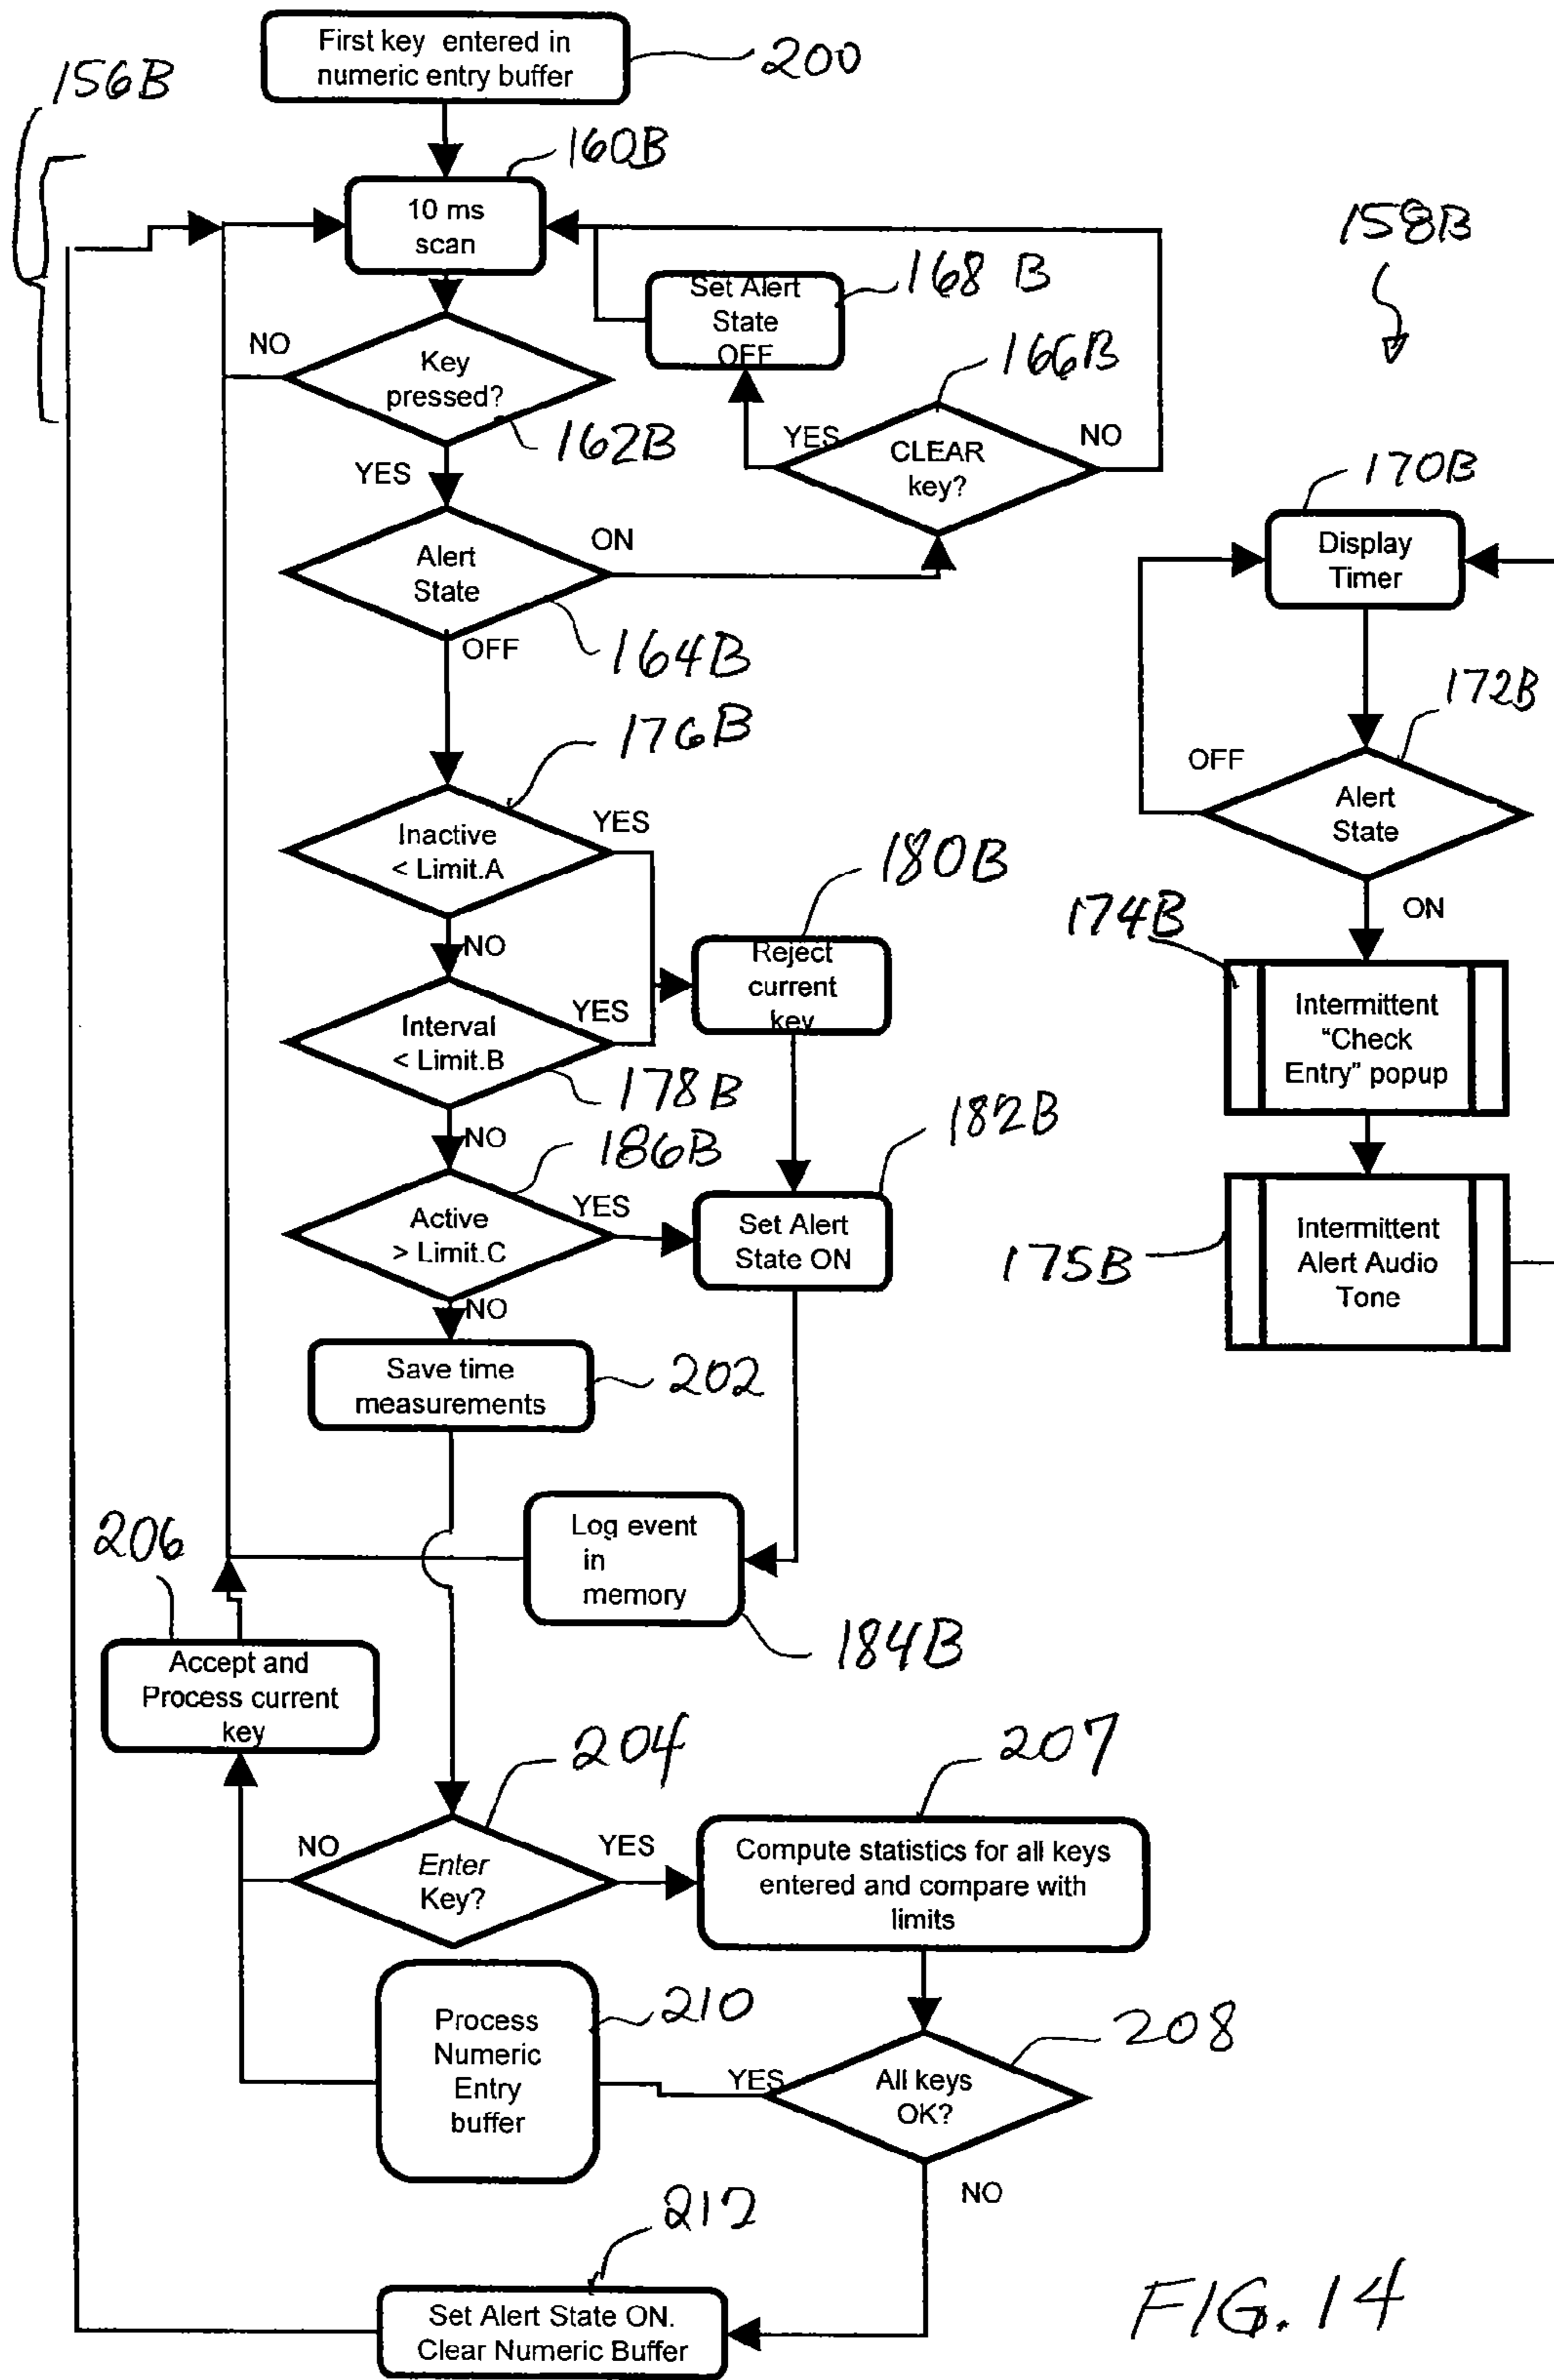 First key entered in
numeric entry buffer
200
156B
160B
10 ms
scan
158B
Set Alert
State
OFF
168 B
NO
Key
pressed?
166B
162B
YES
CLEAR
key?
NO
YES
170B
Display
Timer
ON
Alert
State
OFF
164B
172B
176B
OFF
Alert
State
Inactive
< Limit.A
YES
180B
ON
174B
NO
Reject
current
key
Interval
< Limit.B
YES
Intermittent
“Check
Entry” popup
178B
182B
NO
186B
Active
> Limit.C
YES
Set Alert
State ON
Intermittent
Alert Audio
Tone
175B
NO
Save time
measurements
202
206
Log event
in
memory
184B
Accept and
Process current
key
204
207
NO
Enter
Key?
YES
Compute statistics for all keys
entered and compare with
limits
Process
Numeric
Entry
buffer
210
208
YES
All keys
OK?
NO
212
Set Alert State ON.
Clear Numeric Buffer
FIG. 14